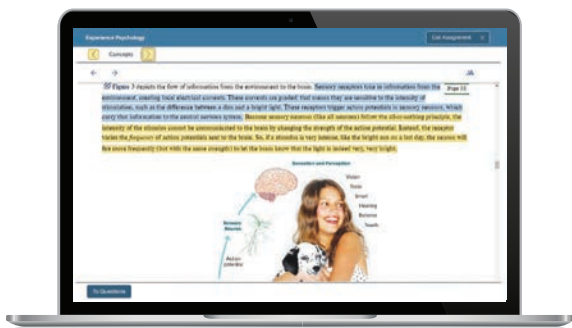 Experience Psychology
List Assignment ×
Concepts
Page 82
Figure 3 depicts the flow of information from the environment to the brain. Sensory receptors take in information from the
environment, creating local electrical currents. These currents are graded; that means they are sensitive to the intensity of
stimulation, such as the difference between a dim and a bright light. These receptors trigger action potentials in sensory neurons, which
carry that information to the central nervous system. Because sensory neurons (like all neurons) follow the all-or-nothing principle, the
intensity of the stimulus cannot be communicated to the brain by changing the strength of the action potential. Instead, the receptor
varies the frequency of action potentials sent to the brain. So, if a stimulus is very intense, like the bright sun on a hot day, the neuron will
fire more frequently (but with the same strength) to let the brain know that the light is indeed very, very bright.
Sensation and Perception
Vision
Taste
Smell
Hearing
Balance
Touch
Sensory
Neurons
Action
potential
To Questions